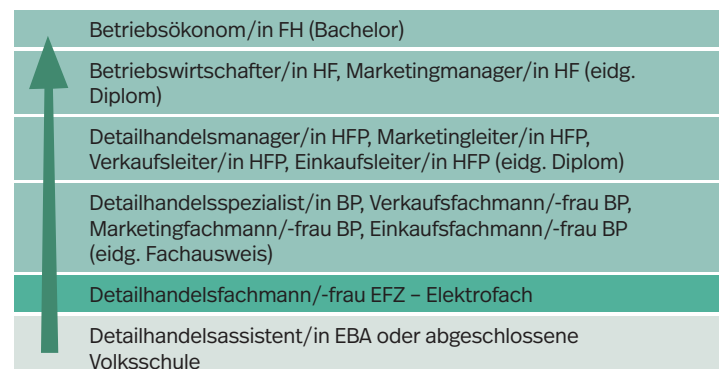 Betriebsökonom/in FH (Bachelor)
Betriebswirtschafter/in HF, Marketingmanager/in HF (eidg.
Diplom)
Detailhandelsmanager/in HFP, Marketingleiter/in HFP,
Verkaufsleiter/in HFP, Einkaufsleiter/in HFP (eidg. Diplom)
Detailhandelsspezialist/in BP, Verkaufsfachmann/-frau BP,
Marketingfachmann/-frau BP, Einkaufsfachmann/-frau BP
(eidg. Fachausweis)
Detailhandelsfachmann/-frau EFZ – Elektrofach
Detailhandelsassistent/in EBA oder abgeschlossene
Volksschule